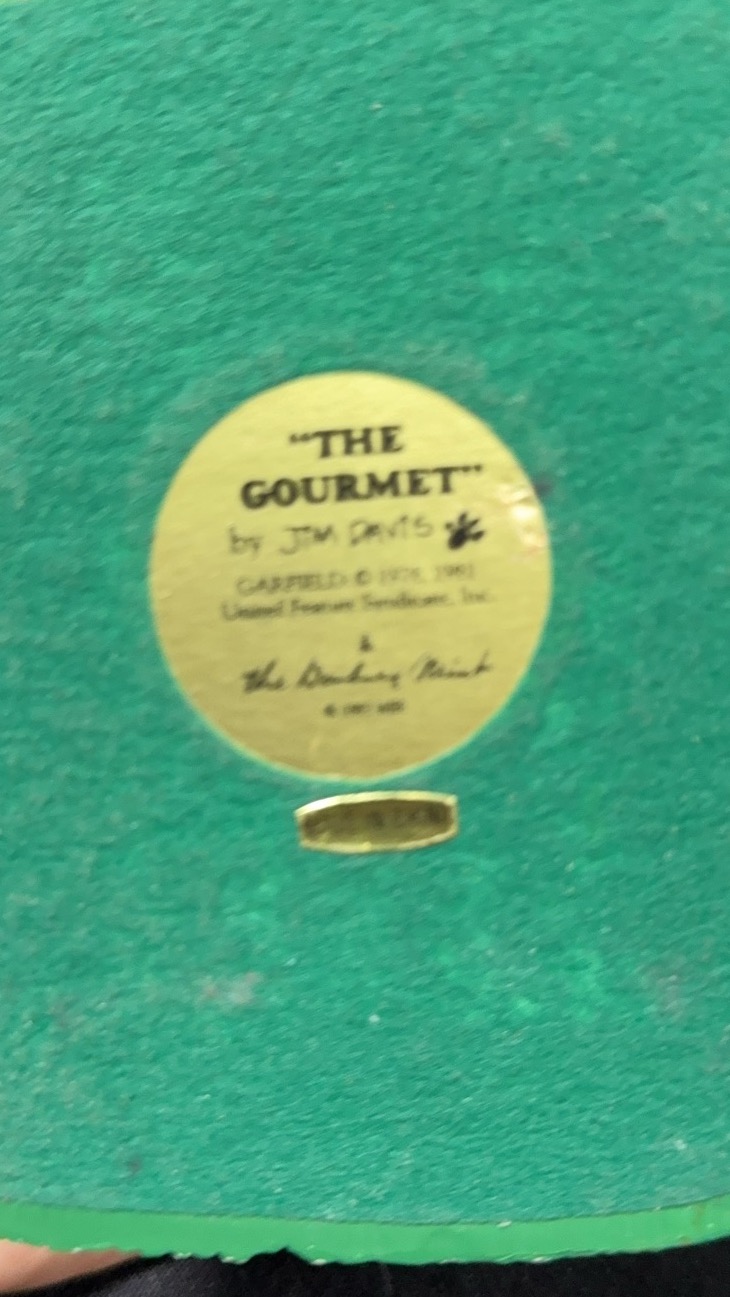 "THE
GOURMET"
by JIM DAVIS
GARFIELD: © 1978, 1981
United Feature Syndicate, Inc.
&
The Danbury Mint